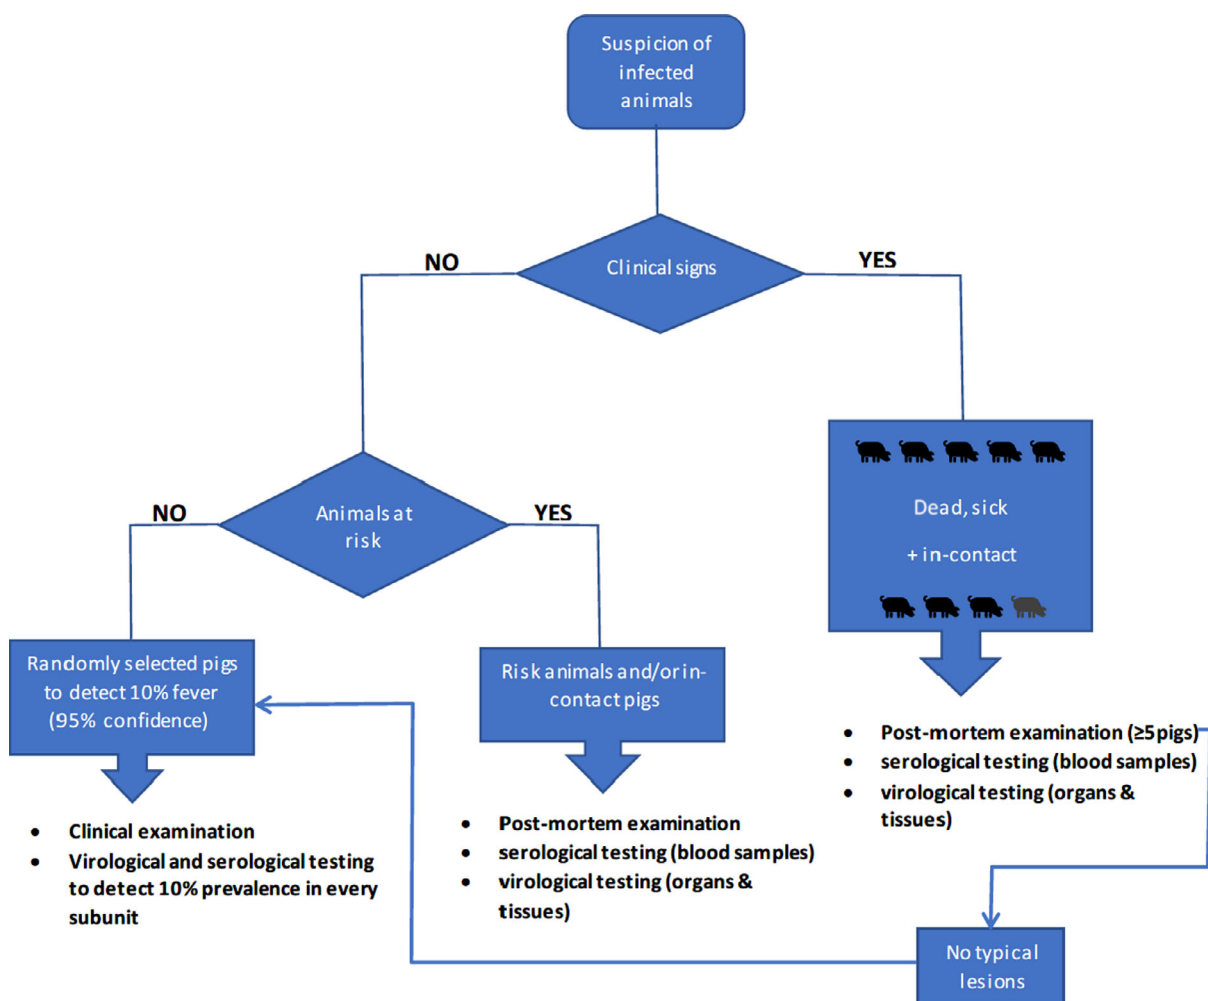 Suspicion of
infected
animals
NO
Clinical signs
YES
NO
Animals at
risk
YES
Dead, sick
+ in-contact
Randomly selected pigs
to detect 10% fever
(95% confidence)
Risk animals and/or in-
contact pigs
• Post-mortem examination (≥5pigs)
• serological testing (blood samples)
• virological testing (organs &
tissues)
• Clinical examination
• Virological and serological testing
to detect 10% prevalence in every
subunit
• Post-mortem examination
• serological testing (blood samples)
• virological testing (organs &
tissues)
No typical
lesions